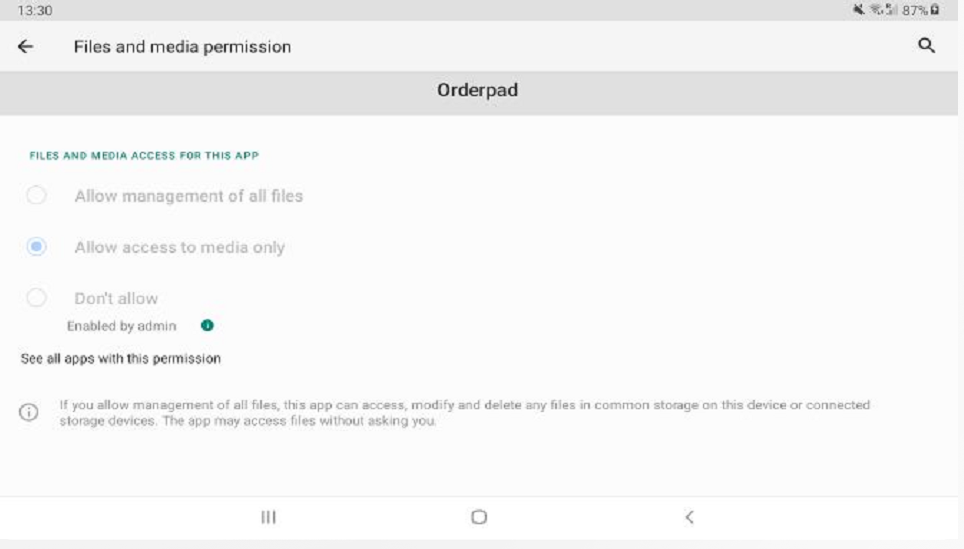 13:30 87%
Files and media permission
Orderpad
FILES AND MEDIA ACCESS FOR THIS APP
Allow management of all files
Allow access to media only
Don't allow
Enabled by admin
See all apps with this permission
If you allow management of all files, this app can access, modify and delete any files in common storage on this device or connected
storage devices. The app may access files without asking you.